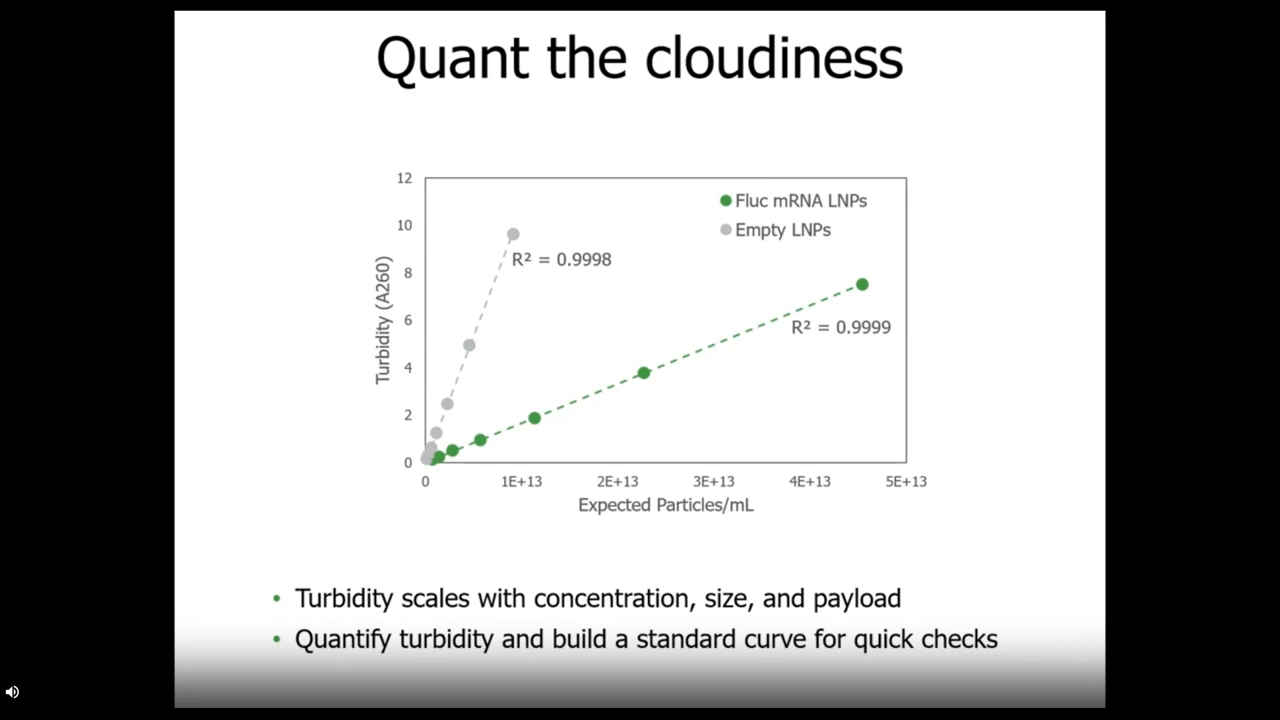 Quant the cloudiness
12
10
8
6
4
2
0
Turbidity (A260)
Fluc mRNA LNPs
Empty LNPs
R² = 0.9998
R² = 0.9999
0 1E+13 2E+13 3E+13 4E+13 5E+13
Expected Particles/mL
• Turbidity scales with concentration, size, and payload
• Quantify turbidity and build a standard curve for quick checks